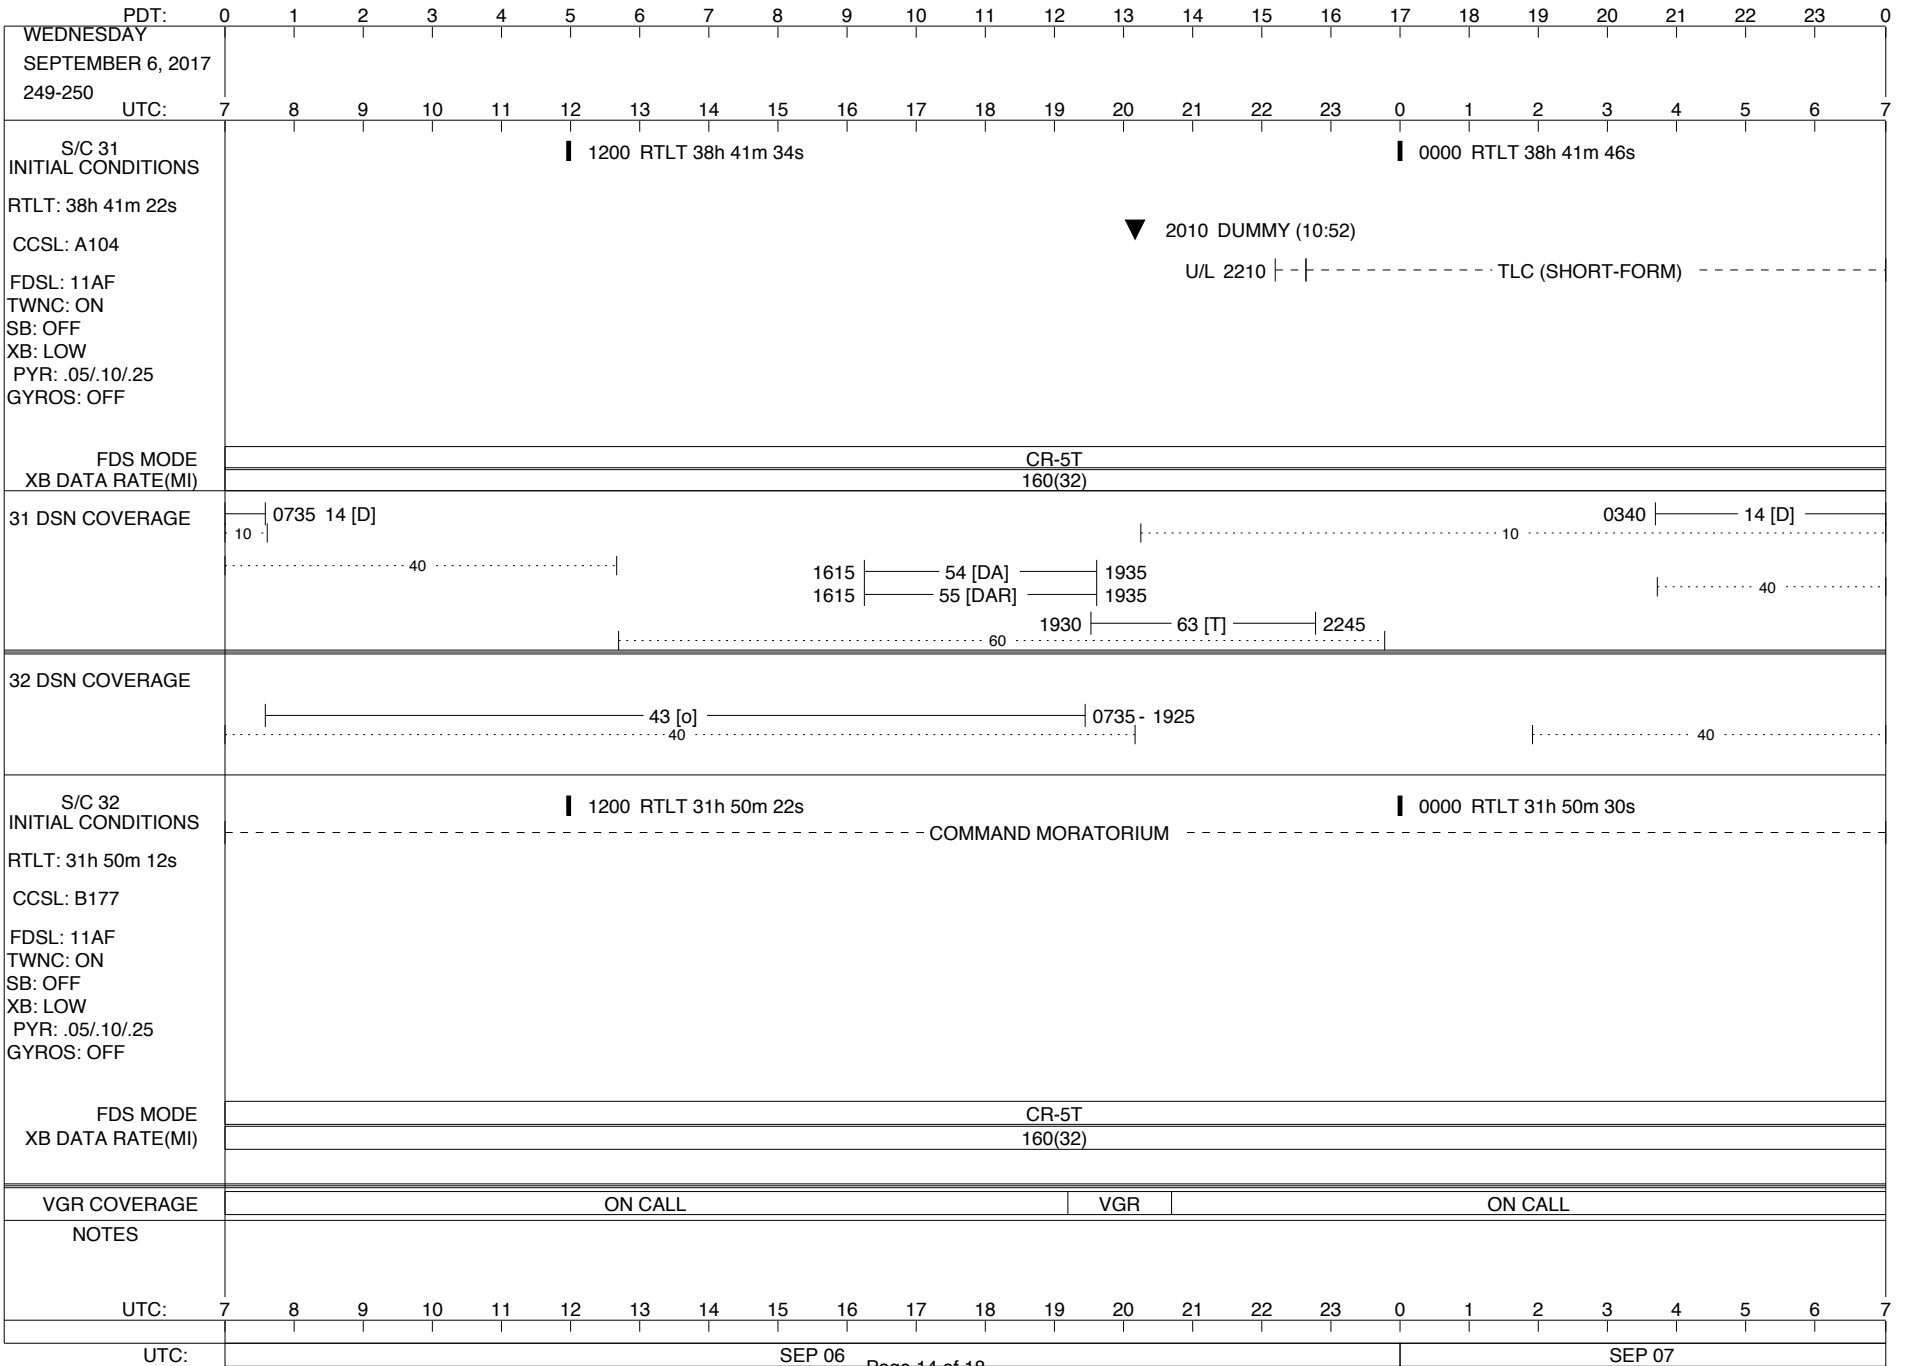 PDT: 0 1 2 3 4 5 6 7 8 9 10 11 12 13 14 15 16 17 18 19 20 21 22 23 0
WEDNESDAY
SEPTEMBER 6, 2017
249-250
UTC: 7 8 9 10 11 12 13 14 15 16 17 18 19 20 21 22 23 0 1 2 3 4 5 6 7
S/C 31
INITIAL CONDITIONS
1200 RTLT 38h 41m 34s
0000 RTLT 38h 41m 46s
RTLT: 38h 41m 22s
2010 DUMMY (10:52)
CCSL: A104
U/L 2210
TLC (SHORT-FORM)
FDSL: 11AF
TWNC: ON
SB: OFF
XB: LOW
PYR: .05/.10/.25
GYROS: OFF
FDS MODE CR-5T
XB DATA RATE(MI) 160(32)
31 DSN COVERAGE
0735 14 [D]
0340 14 [D]
10
10
40
1615 54 [DA] 1935
40
1615 55 [DAR] 1935
1930 63 [T] 2245
60
32 DSN COVERAGE
43 [o] 0735 - 1925
40
40
S/C 32
INITIAL CONDITIONS
1200 RTLT 31h 50m 22s
0000 RTLT 31h 50m 30s
COMMAND MORATORIUM
RTLT: 31h 50m 12s
CCSL: B177
FDSL: 11AF
TWNC: ON
SB: OFF
XB: LOW
PYR: .05/.10/.25
GYROS: OFF
FDS MODE CR-5T
XB DATA RATE(MI) 160(32)
VGR COVERAGE ON CALL VGR ON CALL
NOTES
UTC: 7 8 9 10 11 12 13 14 15 16 17 18 19 20 21 22 23 0 1 2 3 4 5 6 7
UTC: SEP 06 SEP 07
Page 14 of 18